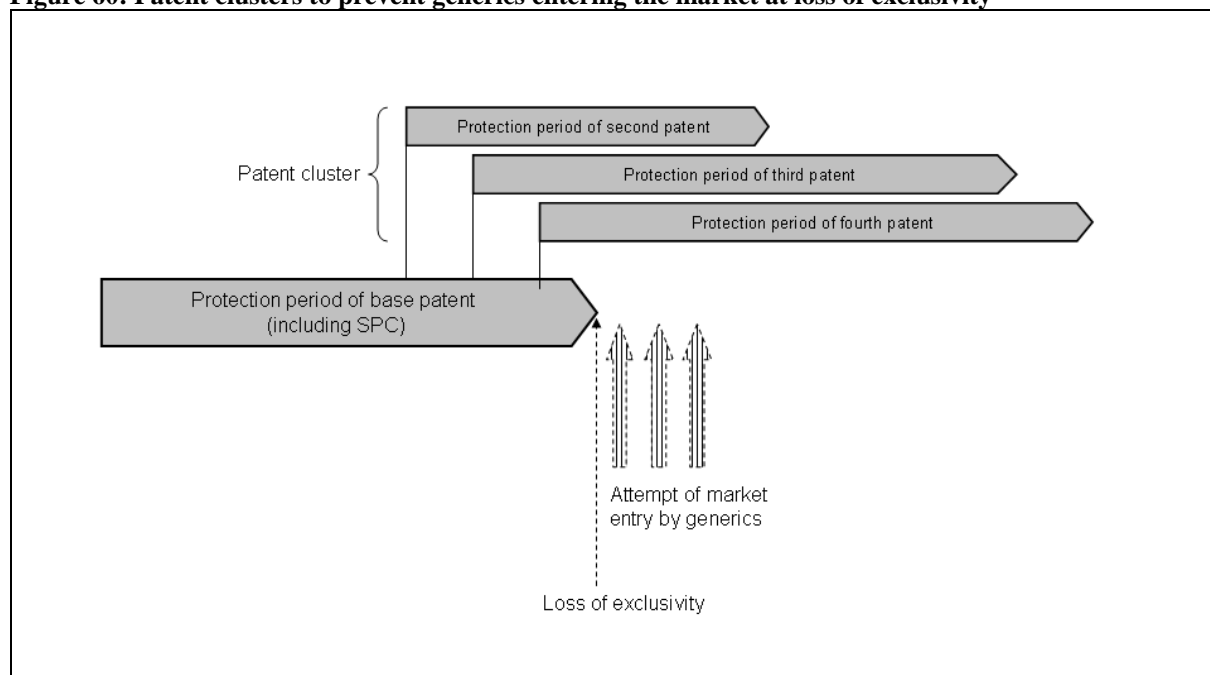 Figure 60: Patent clusters to prevent generics entering the market at loss of exclusivity
Protection period of second patent
Patent cluster
Protection period of third patent
Protection period of fourth patent
Protection period of base patent
(including SPC)
Attempt of market
entry by generics
Loss of exclusivity